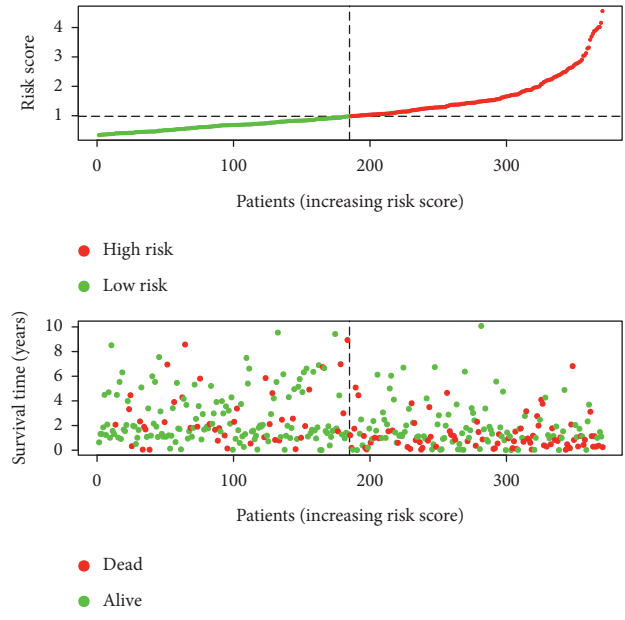 Risk score
4
3
2
1
0 100 200 300
Patients (increasing risk score)
High risk
Low risk
Survival time (years)
10
8
6
4
2
0
0 100 200 300
Patients (increasing risk score)
Dead
Alive